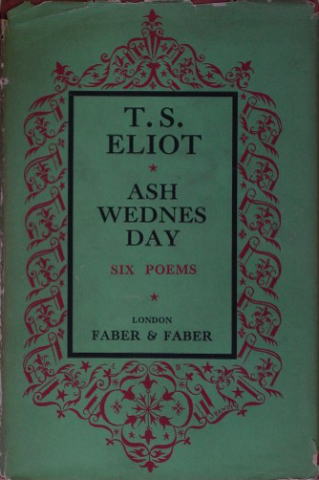 T. S.
ELIOT
★
ASH
WEDNES
DAY
SIX POEMS
★
LONDON
FABER & FABER